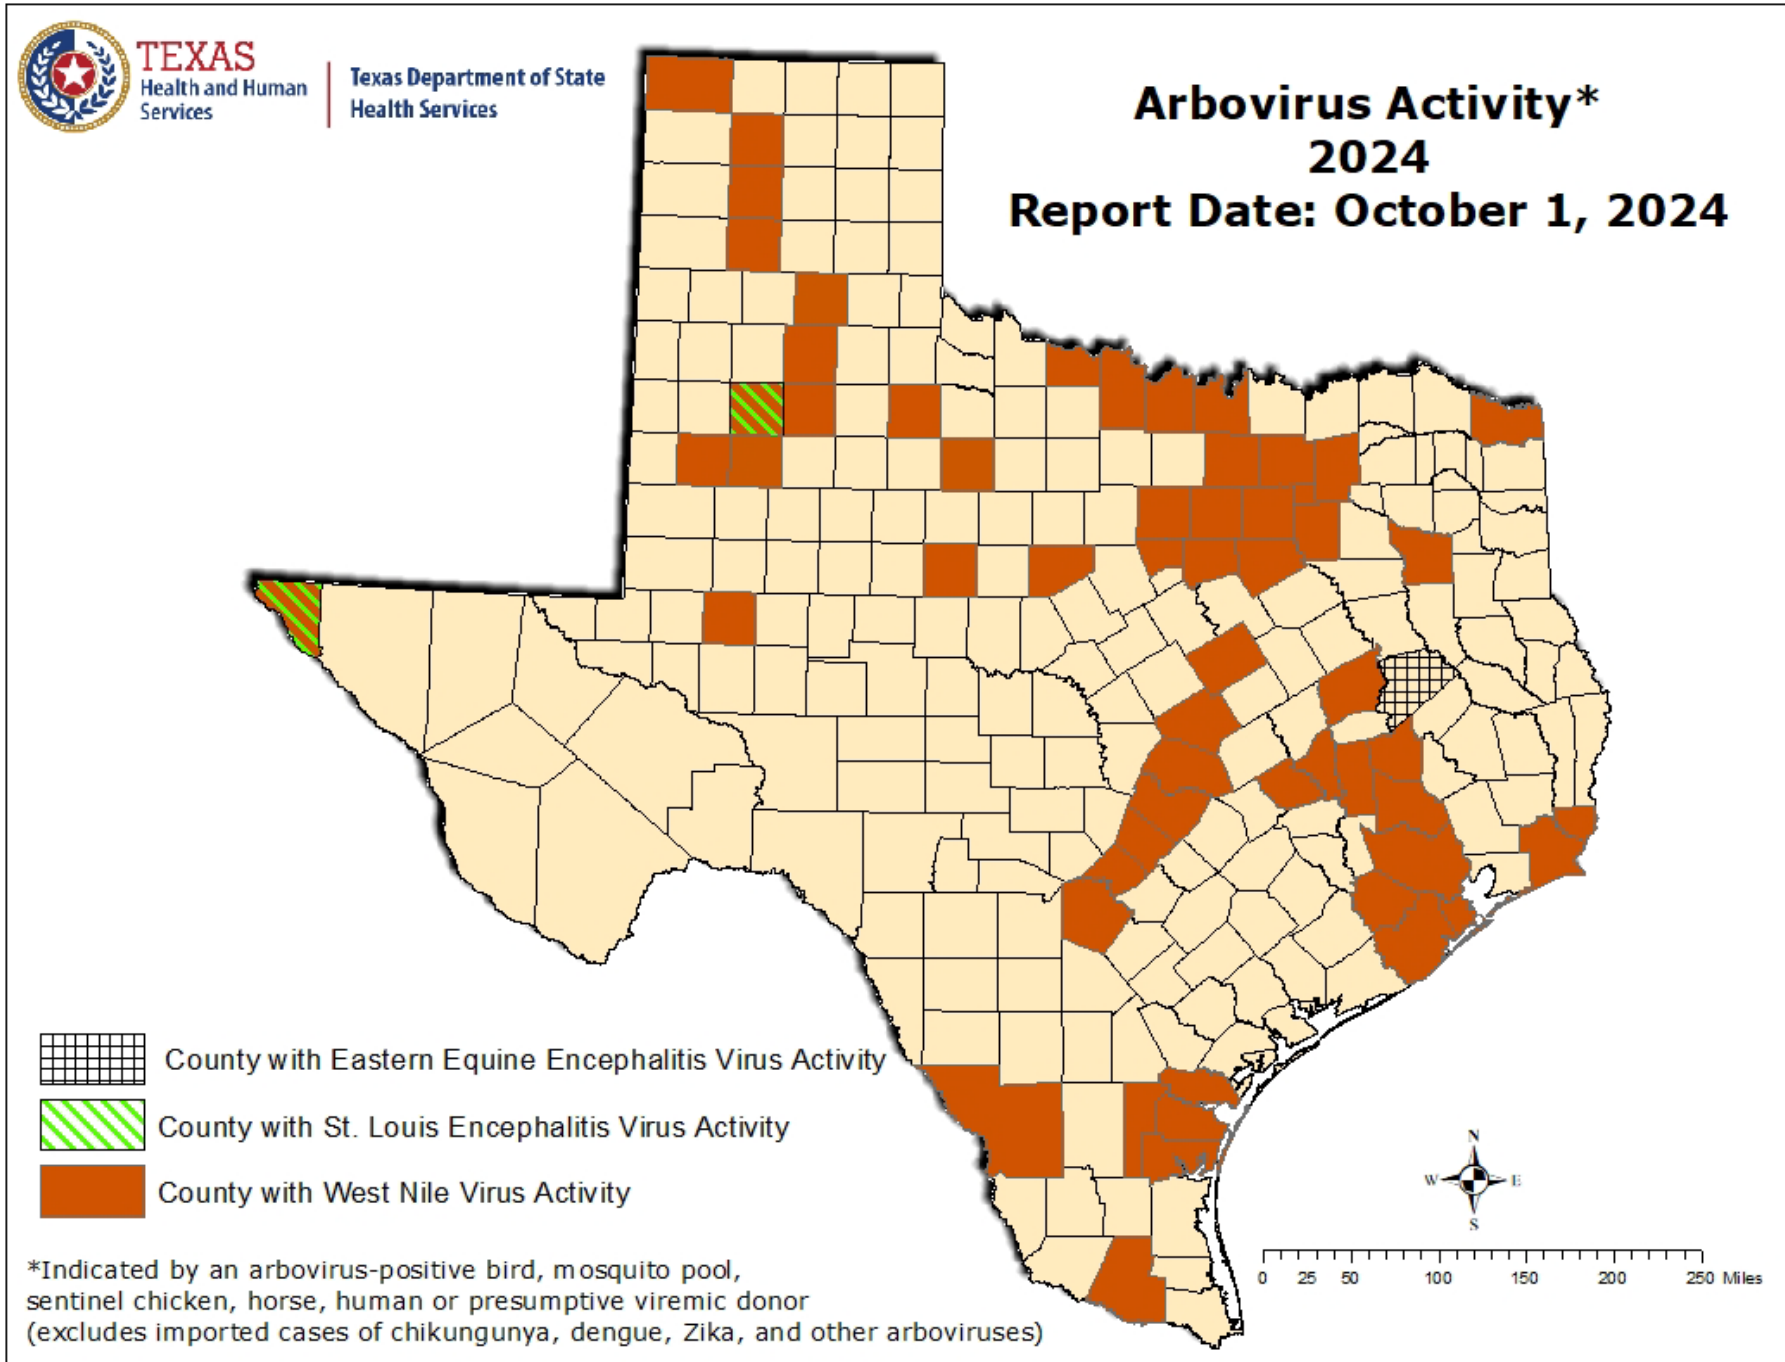 TEXAS
Health and Human
Services
Texas Department of State
Health Services
Arbovirus Activity*
2024
Report Date: October 1, 2024
County with Eastern Equine Encephalitis Virus Activity
County with St. Louis Encephalitis Virus Activity
County with West Nile Virus Activity
*Indicated by an arbovirus-positive bird, mosquito pool,
sentinel chicken, horse, human or presumptive viremic donor
(excludes imported cases of chikungunya, dengue, Zika, and other arboviruses)
N
W E
S
0 25 50 100 150 200 250 Miles